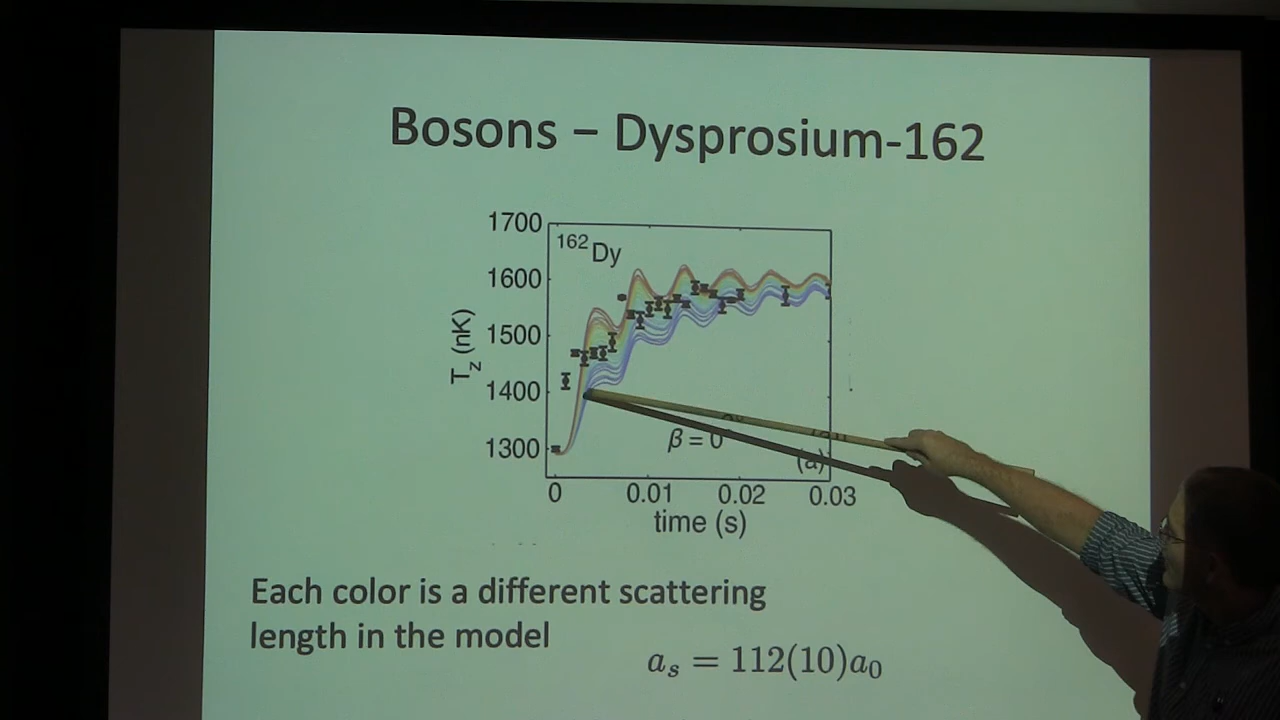 Bosons – Dysprosium-162
1700
1600
1500
1400
1300
T_z (nK)
¹⁶²Dy
β = 0
(a)
0 0.01 0.02 0.03
time (s)
Each color is a different scattering
length in the model
a_s = 112(10)a_0